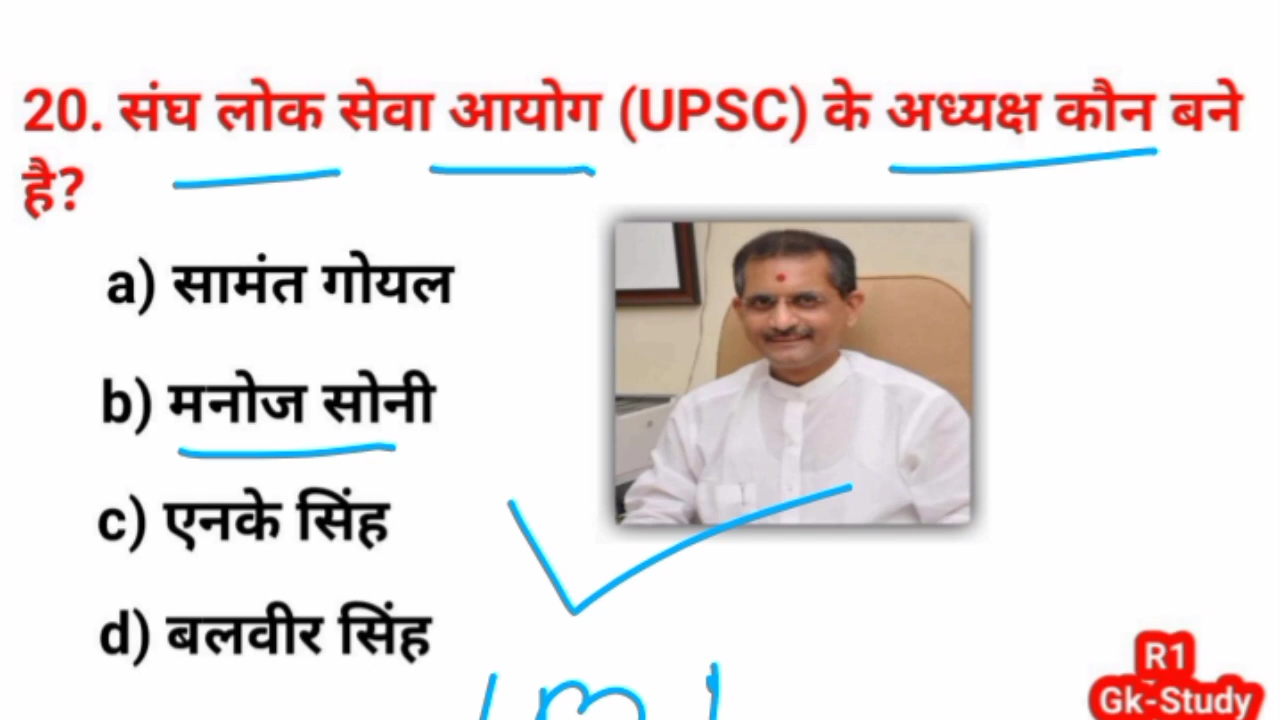 20. संघ लोक सेवा आयोग (UPSC) के अध्यक्ष कौन बने
है?
a) सामंत गोयल
b) मनोज सोनी
c) एनके सिंह
d) बलवीर सिंह
R1
Gk-Study